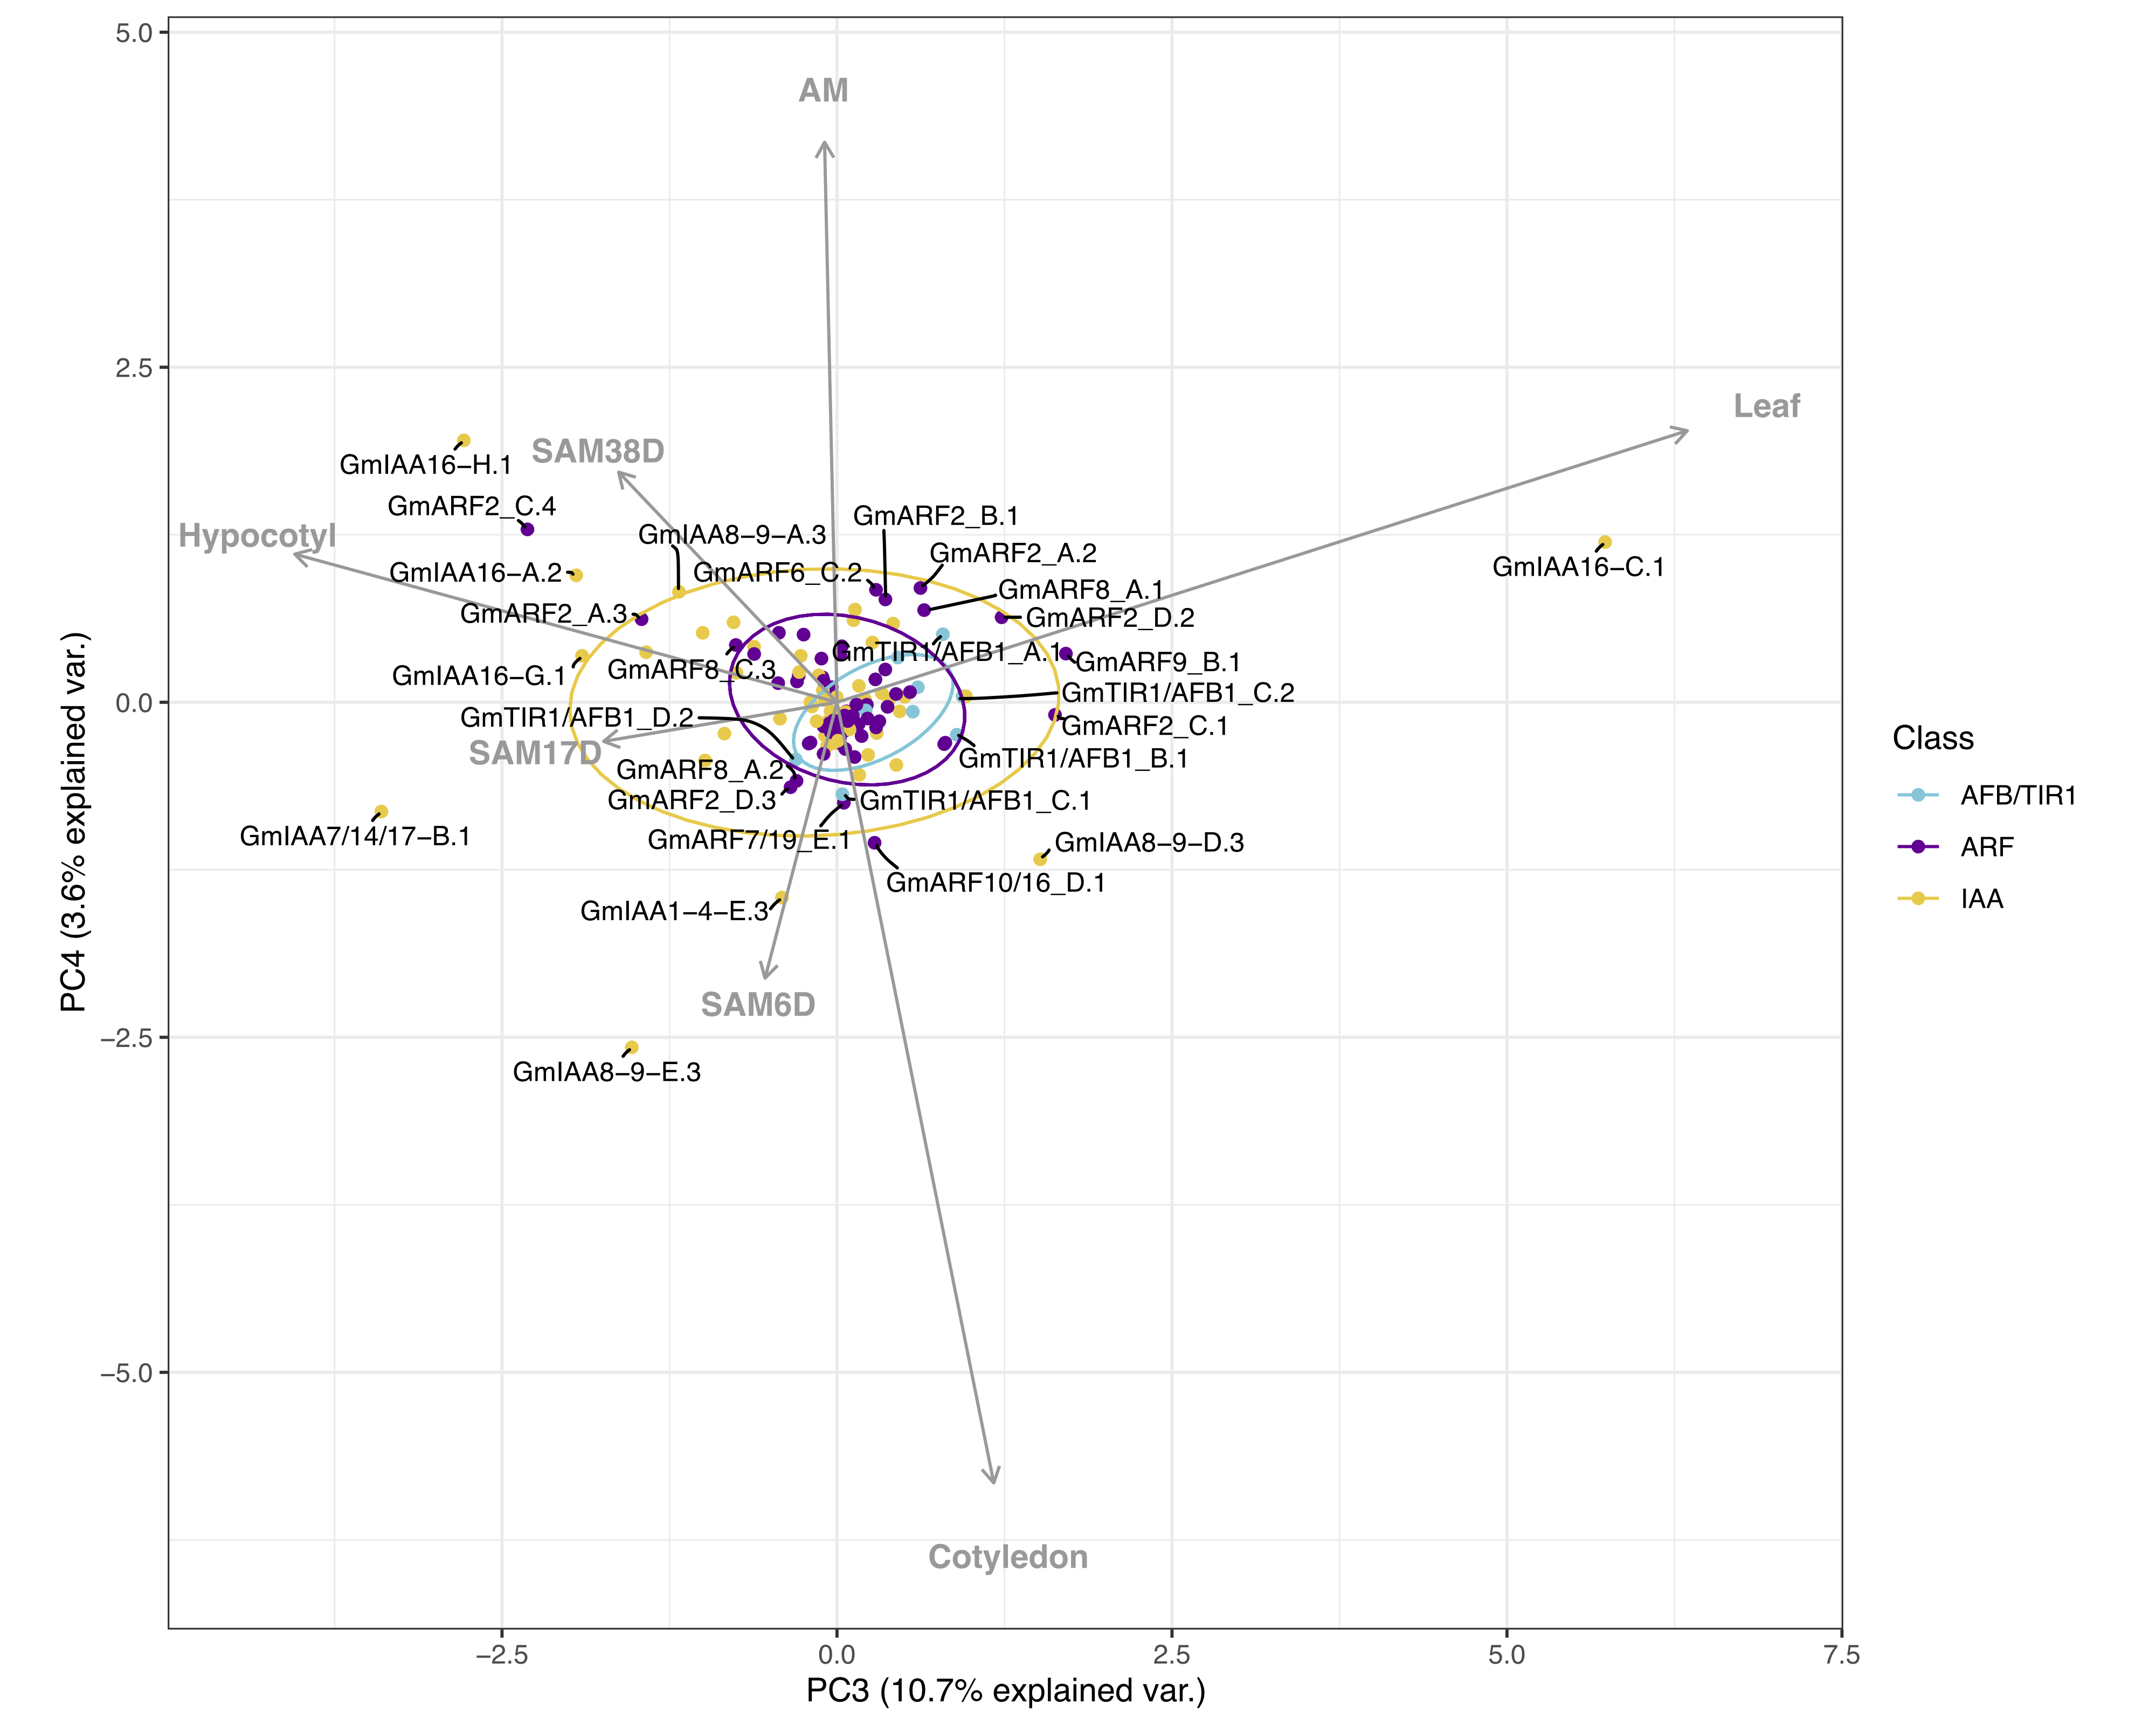 5.0
AM
2.5
Leaf
SAM38D
GmIAA16−H.1
GmARF2_C.4
GmARF2_B.1
Hypocotyl
GmIAA8−9−A.3
GmARF2_A.2
GmIAA16−C.1
GmIAA16−A.2
GmARF6_C.2
GmARF8_A.1
GmARF2_A.3
GmARF2_D.2
GmTIR1/AFB1_A.1
GmARF9_B.1
GmIAA16−G.1
GmARF8_C.3
GmTIR1/AFB1_C.2
0.0
GmTIR1/AFB1_D.2
GmARF2_C.1
SAM17D
GmTIR1/AFB1_B.1
GmARF8_A.2
GmARF2_D.3
GmTIR1/AFB1_C.1
GmIAA7/14/17−B.1
GmARF7/19_E.1
GmIAA8−9−D.3
GmARF10/16_D.1
GmIAA1−4−E.3
SAM6D
−2.5
GmIAA8−9−E.3
−5.0
Cotyledon
−2.5
0.0
2.5
5.0
7.5
PC3 (10.7% explained var.)
PC4 (3.6% explained var.)
Class
AFB/TIR1
ARF
IAA